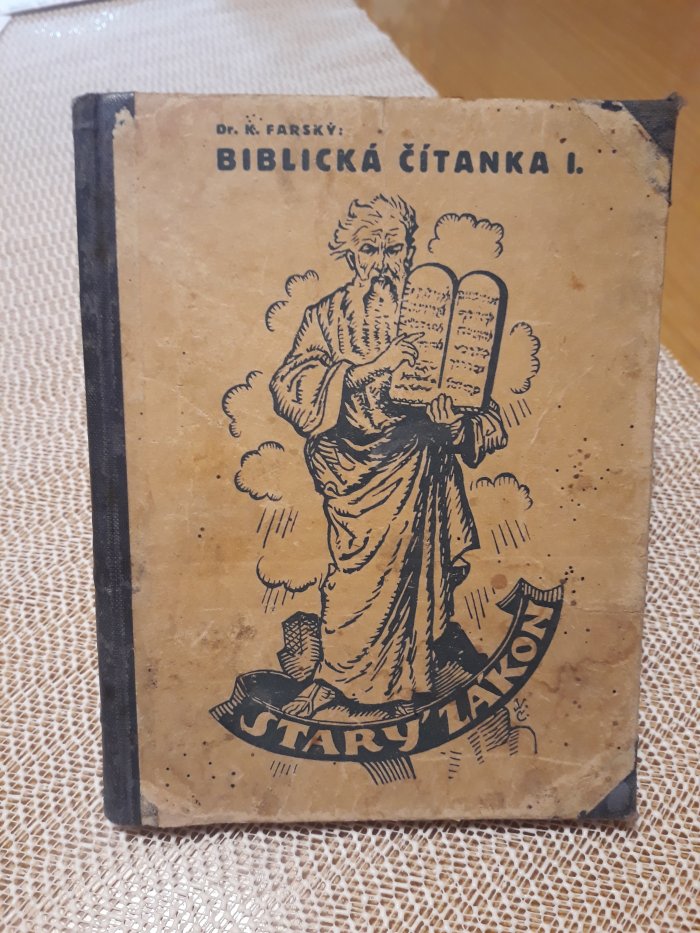 Dr. K. FARSKÝ:
BIBLICKÁ ČÍTANKA I.
STARÝ ZÁKON